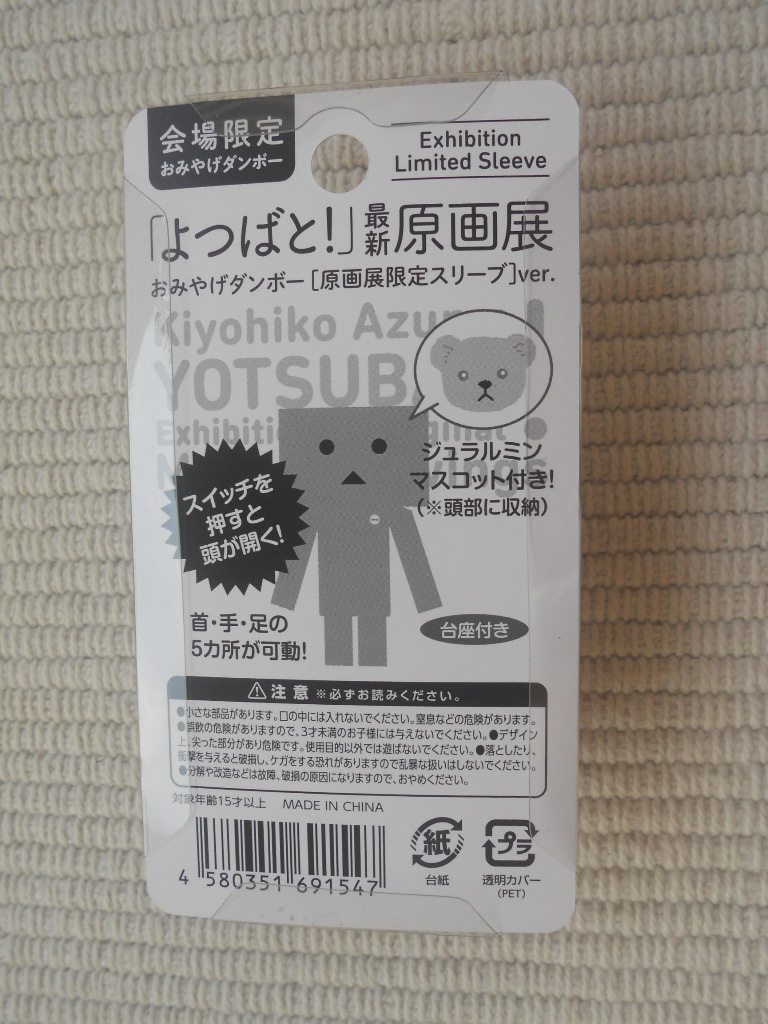 会場限定
おみやげダンボー
Exhibition
Limited Sleeve
「よつばと!」最新原画展
おみやげダンボー [原画展限定スリーブ]ver.
Kiyohiko Azu
YOTSUB
!
Exhibiti
ジュラルミン
マスコット付き!
(※頭部に収納)
スイッチを
押すと
頭が開く!
首・手・足の
5カ所が可動!
台座付き
⚠注意 ※必ずお読みください。
●小さな部品があります。口の中には入れないでください。窒息などの危険があります。
●誤飲の危険がありますので、3才未満のお子様には与えないでください。●デザイン
上、尖った部分があり危険です。使用目的以外では遊ばないでください。●落としたり、
衝撃を与えると破損し、ケガをする恐れがありますので乱暴な扱いはしないでください。
●分解や改造などは故障、破損の原因になりますので、おやめください。
対象年齢15才以上 MADE IN CHINA
4 580351 691547
紙
台紙
プラ
透明カバー
(PET)